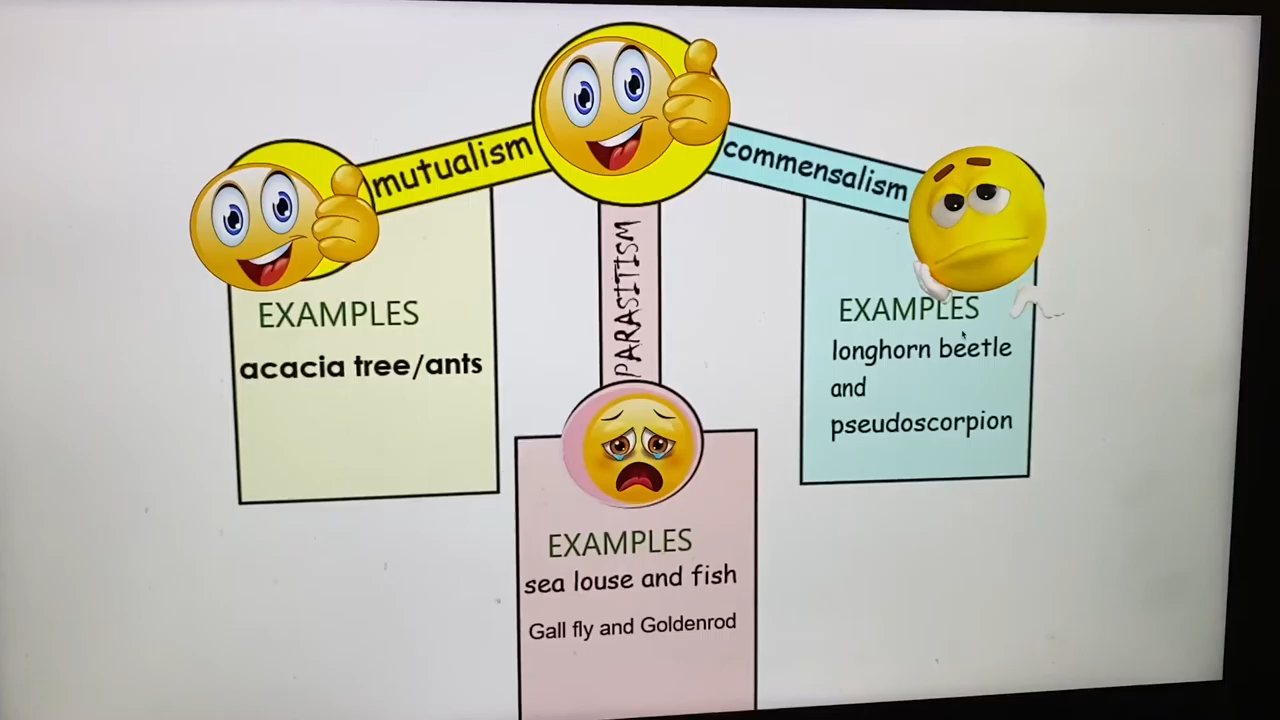 mutualism
commensalism
PARASITISM
EXAMPLES
acacia tree/ants
EXAMPLES
longhorn beetle
and
pseudoscorpion
EXAMPLES
sea louse and fish
Gall fly and Goldenrod